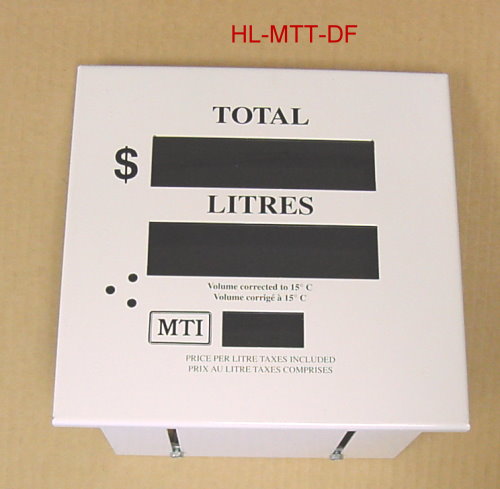 HL-MTT-DF
TOTAL
$
LITRES
Volume corrected to 15° C
Volume corrigé à 15° C
MTI
PRICE PER LITRE TAXES INCLUDED
PRIX AU LITRE TAXES COMPRISES